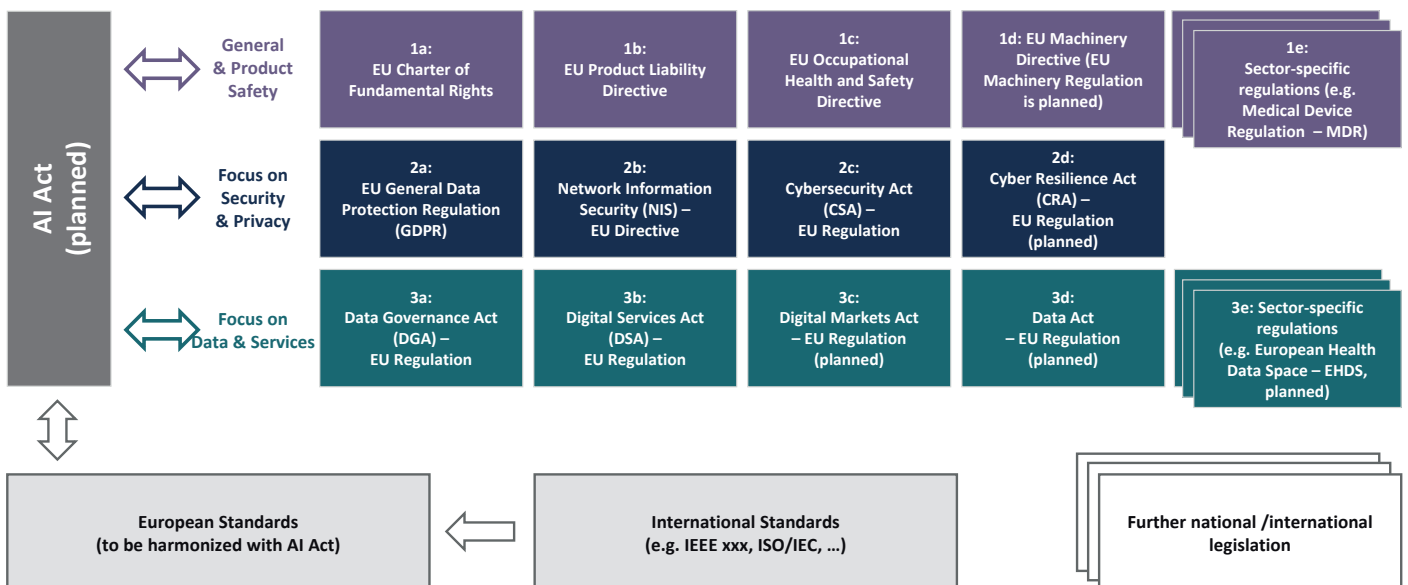 AI Act
(planned)
General
& Product
Safety
1a:
EU Charter of
Fundamental Rights
1b:
EU Product Liability
Directive
1c:
EU Occupational
Health and Safety
Directive
1d: EU Machinery
Directive (EU
Machinery Regulation
is planned)
1e:
Sector-specific
regulations (e.g.
Medical Device
Regulation – MDR)
Focus on
Security
& Privacy
2a:
EU General Data
Protection Regulation
(GDPR)
2b:
Network Information
Security (NIS) –
EU Directive
2c:
Cybersecurity Act
(CSA) –
EU Regulation
2d:
Cyber Resilience Act
(CRA) –
EU Regulation
(planned)
Focus on
Data & Services
3a:
Data Governance Act
(DGA) –
EU Regulation
3b:
Digital Services Act
(DSA) –
EU Regulation
3c:
Digital Markets Act
– EU Regulation
(planned)
3d:
Data Act
– EU Regulation
(planned)
3e: Sector-specific
regulations
(e.g. European Health
Data Space – EHDS,
planned)
European Standards
(to be harmonized with AI Act)
International Standards
(e.g. IEEE xxx, ISO/IEC, …)
Further national /international
legislation